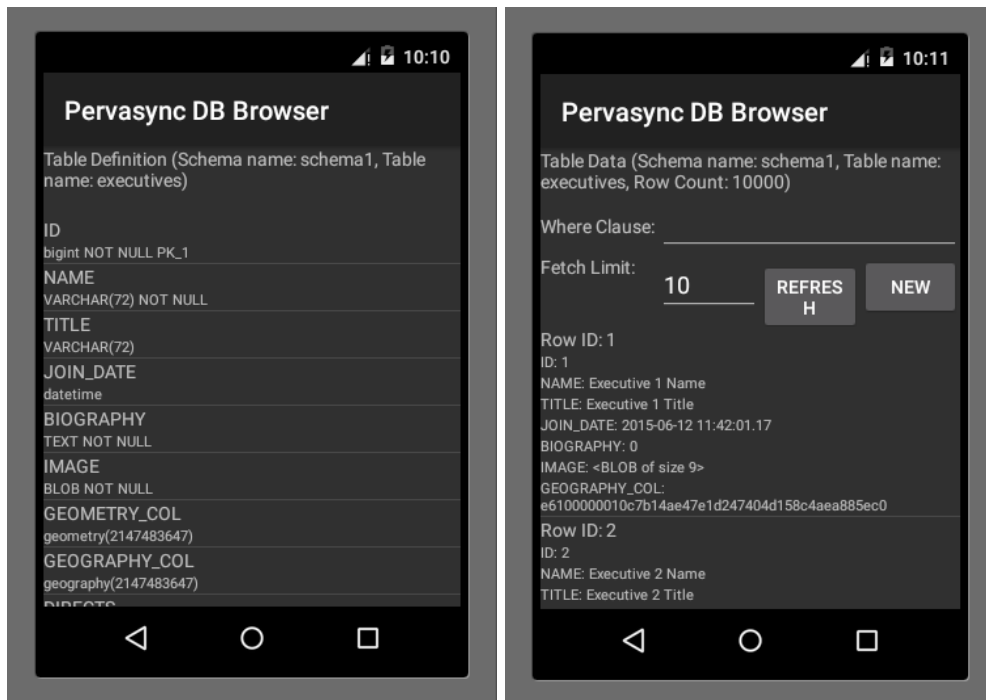 10:10
Pervasync DB Browser
Table Definition (Schema name: schema1, Table
name: executives)
ID
bigint NOT NULL PK_1
NAME
VARCHAR(72) NOT NULL
TITLE
VARCHAR(72)
JOIN_DATE
datetime
BIOGRAPHY
TEXT NOT NULL
IMAGE
BLOB NOT NULL
GEOMETRY_COL
geometry(2147483647)
GEOGRAPHY_COL
geography(2147483647)
DIRECTS
10:11
Pervasync DB Browser
Table Data (Schema name: schema1, Table name:
executives, Row Count: 10000)
Where Clause:
Fetch Limit:
10
REFRES
H
NEW
Row ID: 1
ID: 1
NAME: Executive 1 Name
TITLE: Executive 1 Title
JOIN_DATE: 2015-06-12 11:42:01.17
BIOGRAPHY: 0
IMAGE: <BLOB of size 9>
GEOGRAPHY_COL:
e6100000010c7b14ae47e1d247404d158c4aea885ec0
Row ID: 2
ID: 2
NAME: Executive 2 Name
TITLE: Executive 2 Title